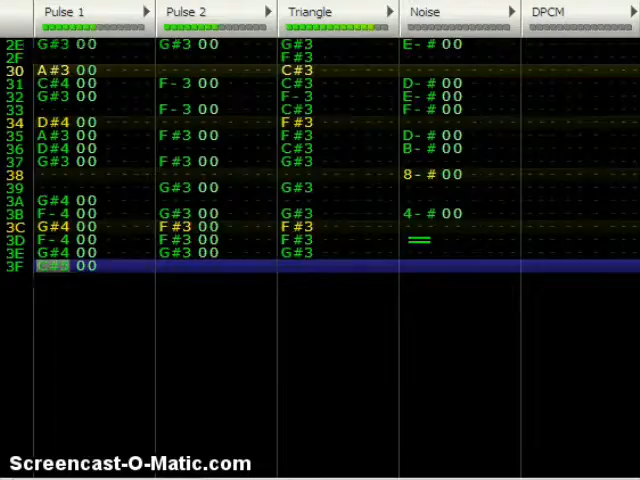 Pulse 1 Pulse 2 Triangle Noise DPCM
2E G#3 00 G#3 00 G#3 E-# 00
2F F#3
30 A#3 00 C#3
31 C#4 00 F-3 00 C#3 D-# 00
32 G#3 00 F-3 E-# 00
33 F-3 00 C#3 F-# 00
34 D#4 00 F#3
35 A#3 00 F#3 00 F#3 D-# 00
36 D#4 00 C#3 B-# 00
37 G#3 00 F#3 00 G#3
38 8-# 00
39 G#3 00 G#3
3A G#4 00
3B F-4 00 G#3 00 G#3 4-# 00
3C G#4 00 F#3 00 F#3
3D F-4 00 F#3 00 F#3
3E G#4 00 G#3 00 G#3
3F 00
Screencast-O-Matic.com